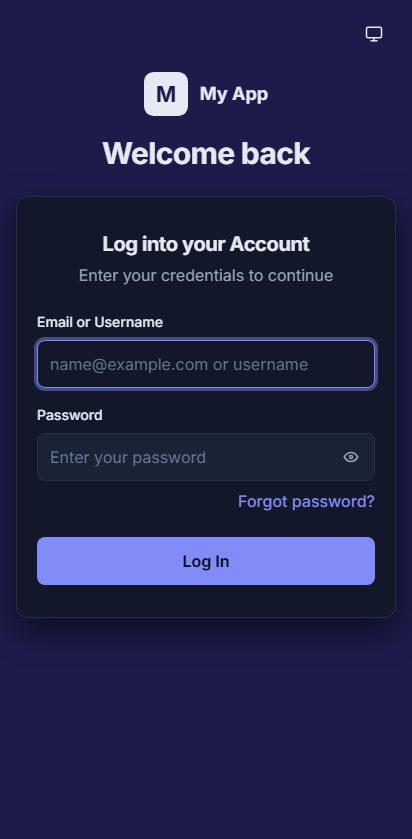 M My App
Welcome back
Log into your Account
Enter your credentials to continue
Email or Username
name@example.com or username
Password
Enter your password
Forgot password?
Log In